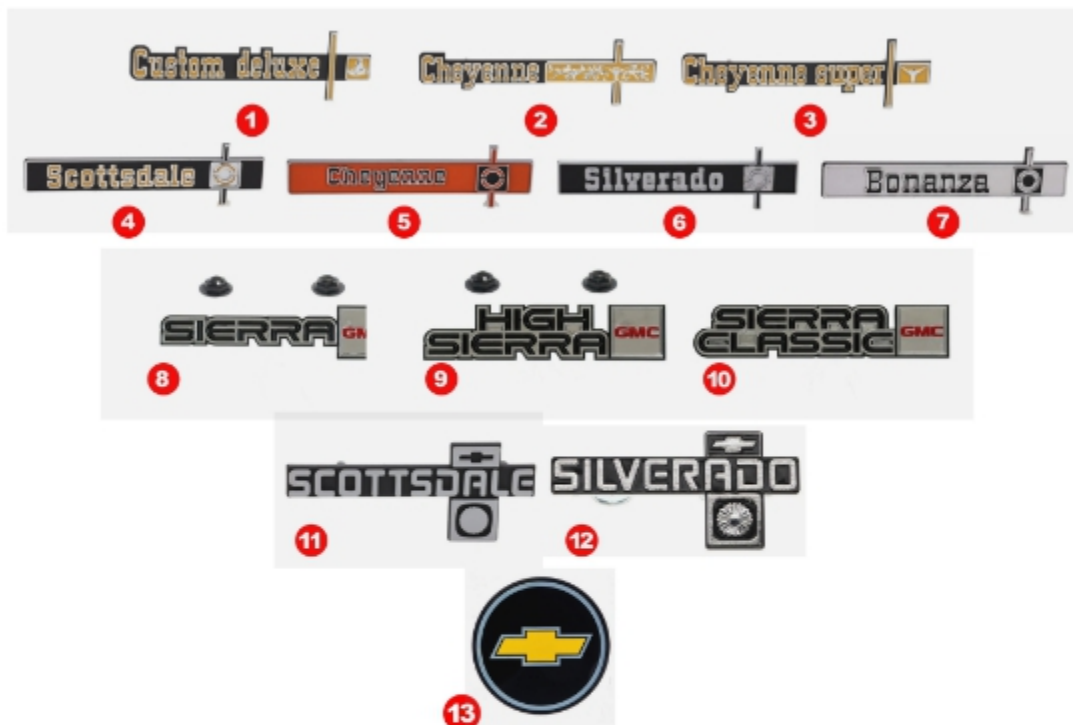 Custom deluxe
Cheyenne
Cheyenne super
1
2
3
Scottsdale
Cheyenne
Silverado
Bonanza
4
5
6
7
SIERRA GM
HIGH SIERRA GMC
SIERRA CLASSIC GMC
8
9
10
SCOTTSDALE
SILVERADO
11
12
13